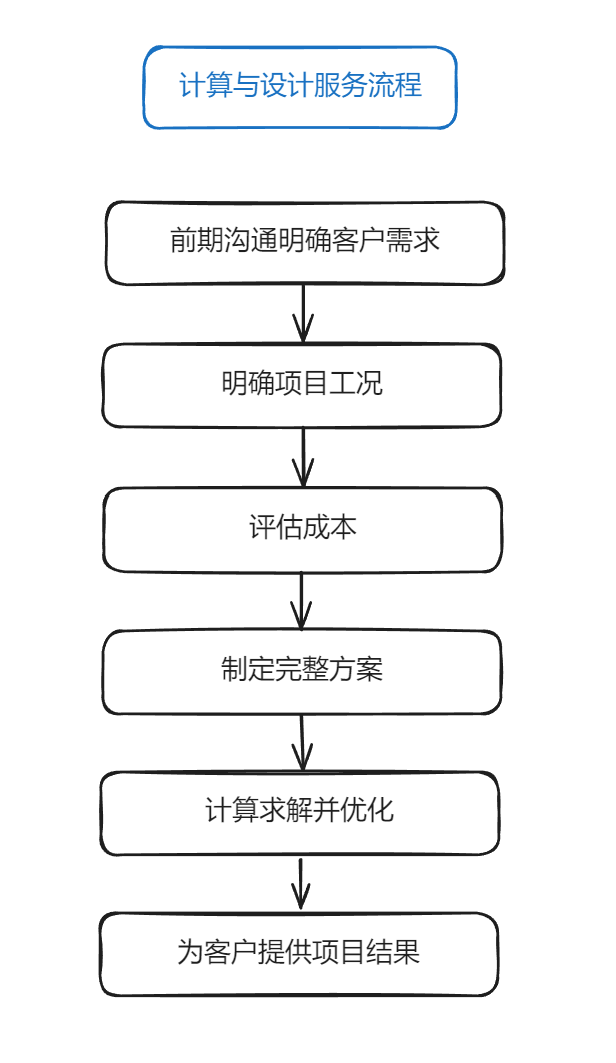 计算与设计服务流程
前期沟通明确客户需求
明确项目工况
评估成本
制定完整方案
计算求解并优化
为客户提供项目结果